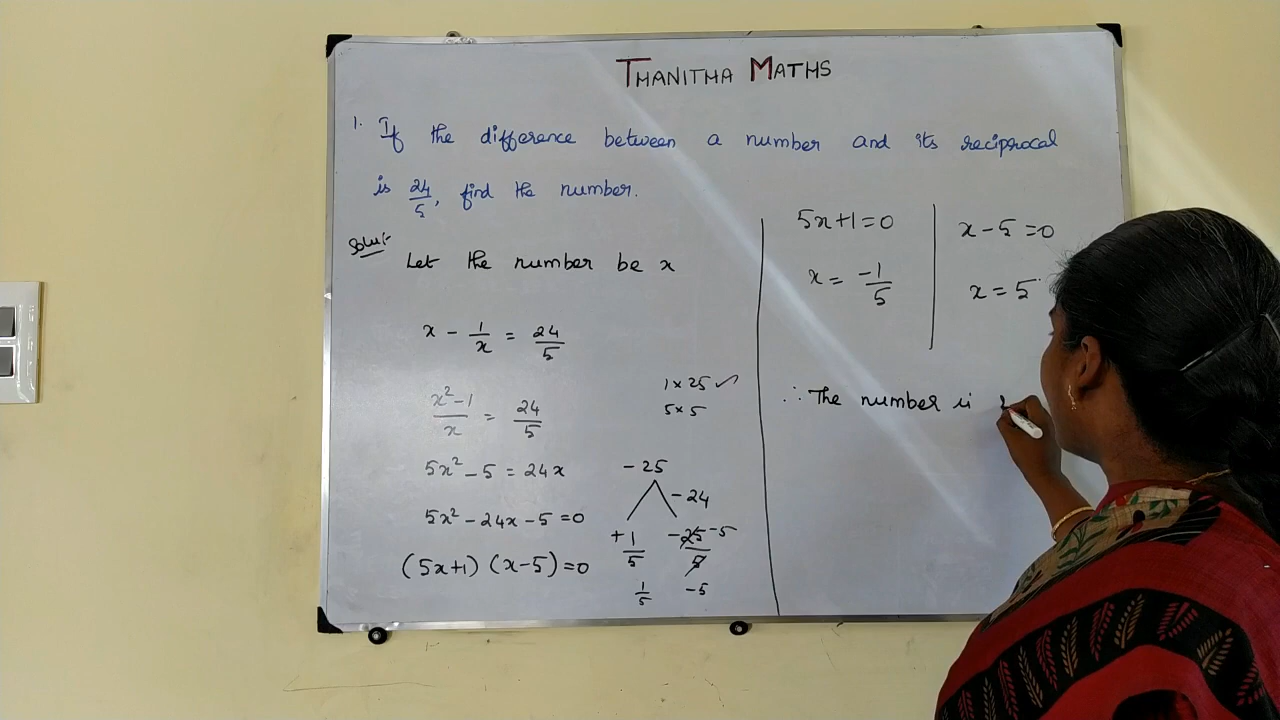 THANITHA MATHS
1. If the difference between a number and its reciprocal
is 24/5, find the number.
Solu:-
Let the number be x
x - 1/x = 24/5
x²-1/x = 24/5
5x² - 5 = 24x
5x² - 24x - 5 = 0
(5x+1) (x-5) = 0
1 × 25 ✓
5 × 5
- 25
- 24
+ 1/5 - 25/5 -5
1/5 -5
5x+1 = 0
x = -1/5
x - 5 = 0
x = 5
∴ The number is